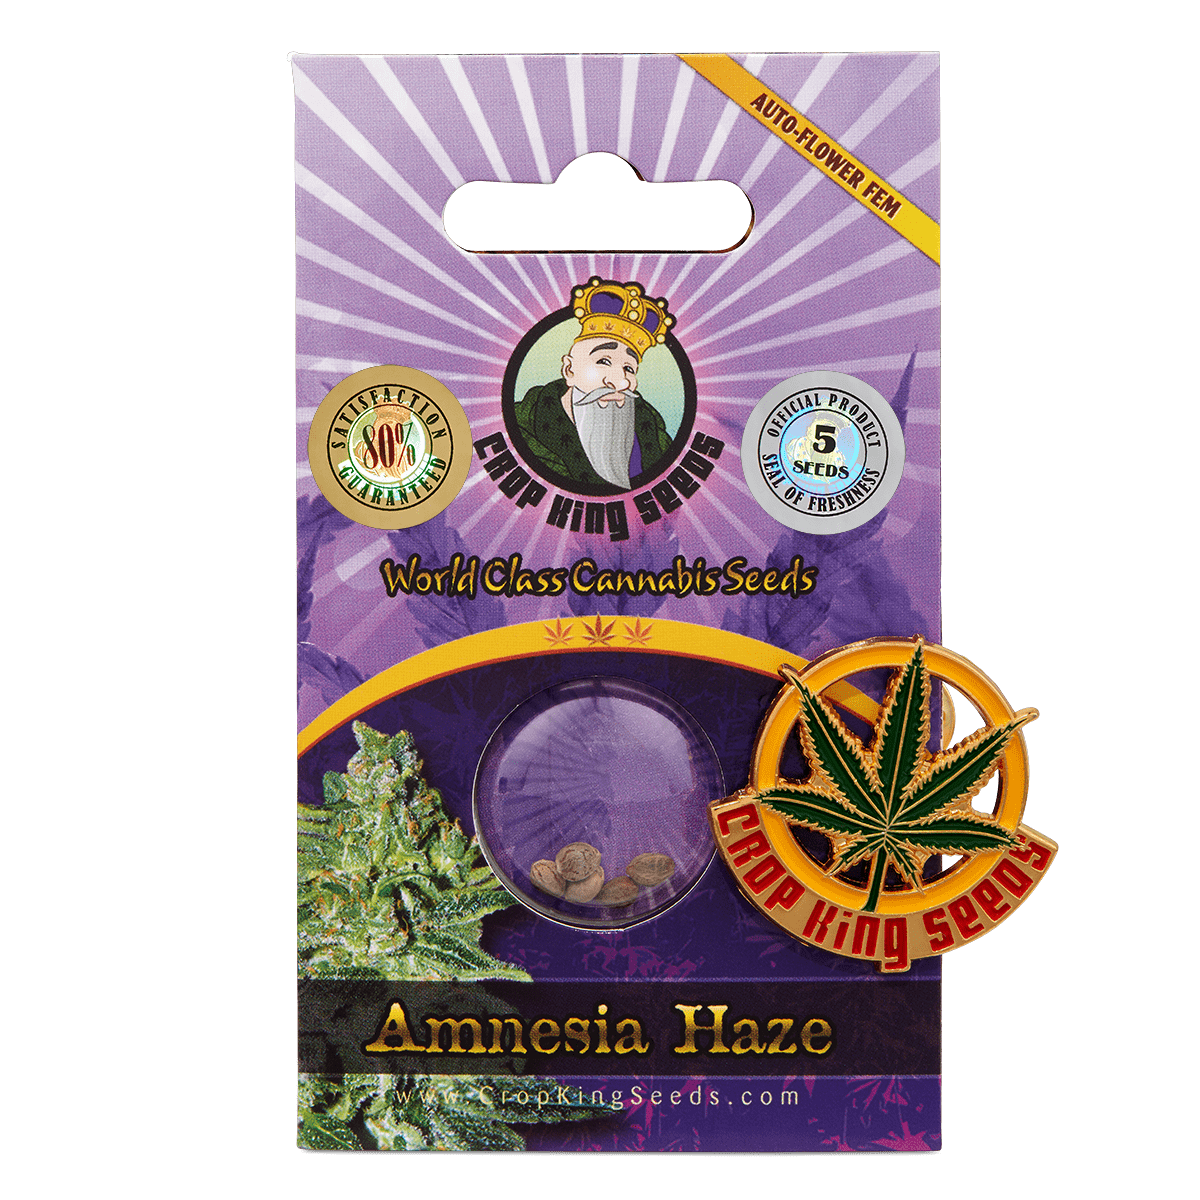 AUTO-FLOWER FEM
CROP King Seeds
SATISFACTION
80%
GUARANTEED
OFFICIAL PRODUCT
5
SEEDS
SEAL OF FRESHNESS
World Class Cannabis Seeds
CROP King Seeds
Amnesia Haze
www.CropKingSeeds.com